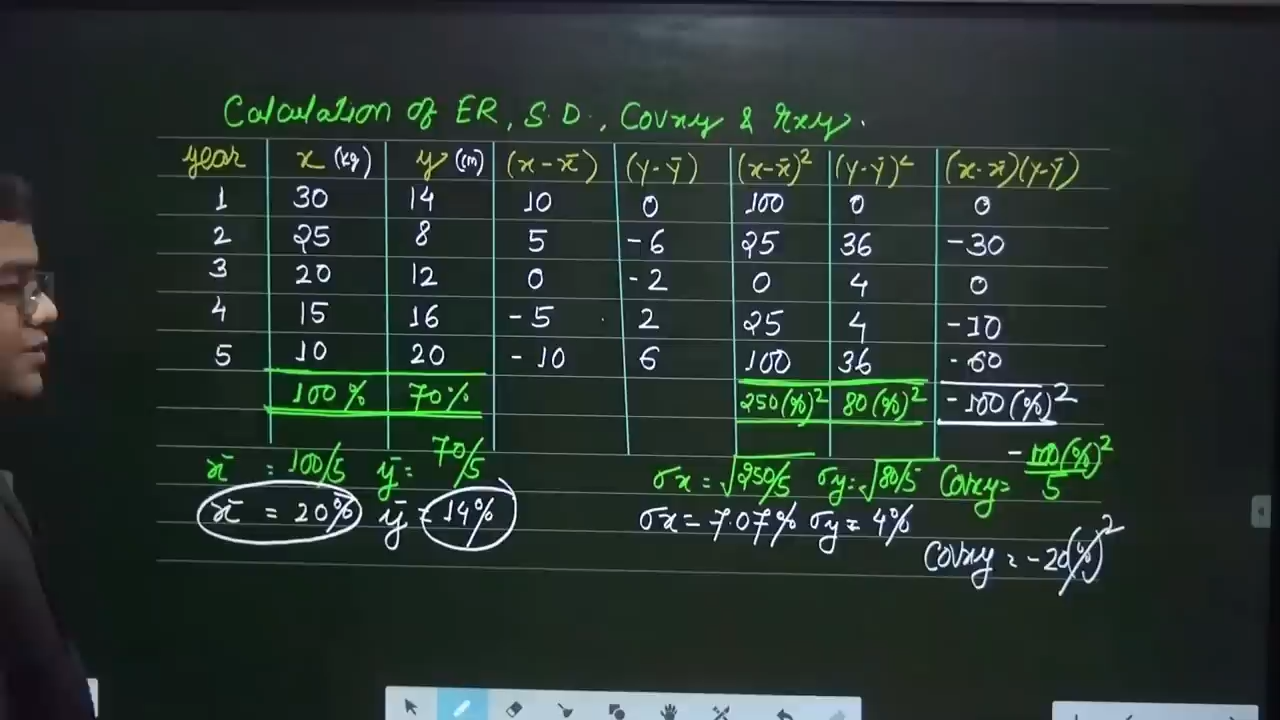 Calculation of ER, S.D., Covxy & rxy.
year x (kg) y (cm) (x-x̄) (y-ȳ) (x-x̄)² (y-ȳ)² (x-x̄)(y-ȳ)
1 30 14 10 0 100 0 0
2 25 8 5 -6 25 36 -30
3 20 12 0 -2 0 4 0
4 15 16 -5 2 25 4 -10
5 10 20 -10 6 100 36 -60
100% 70% 250(%)² 80(%)² -100(%)²
x̄ = 100/5 ȳ = 70/5 σx = √250/5 σy = √80/5 Covxy = -100(%)²/5
x̄ = 20% ȳ = 14% σx = 7.07% σy = 4%
Covxy = -20(%)²